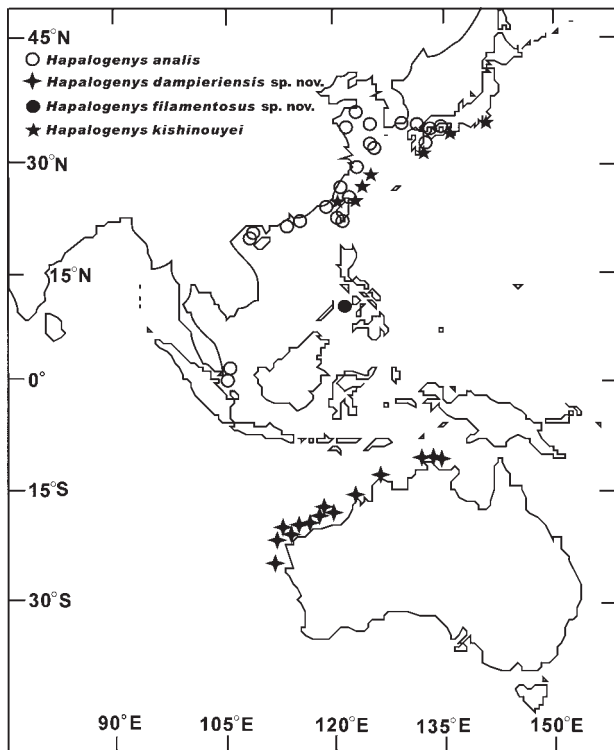 45°N
Hapalogenys analis
Hapalogenys dampieriensis sp. nov.
Hapalogenys filamentosus sp. nov.
Hapalogenys kishinouyei
30°N
15°N
0°
15°S
30°S
90°E 105°E 120°E 135°E 150°E